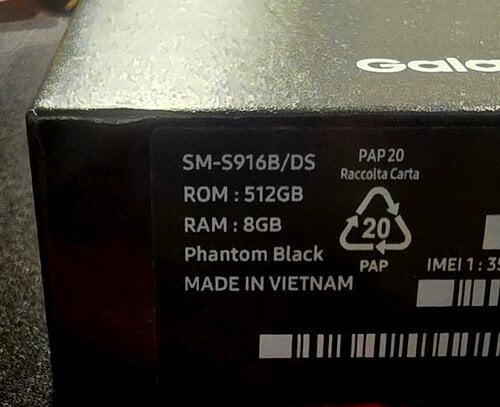 SM-S916B/DS
ROM : 512GB
RAM : 8GB
Phantom Black
MADE IN VIETNAM
PAP 20
Raccolta Carta
20
PAP
IMEI 1 : 35